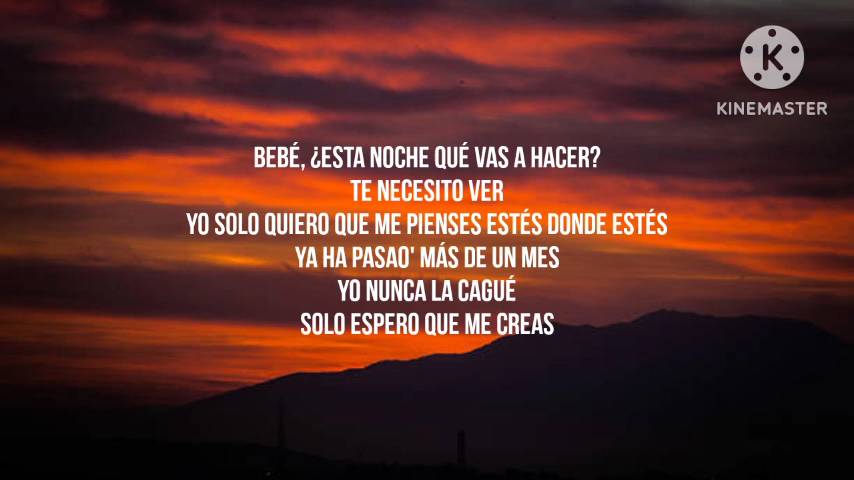 KINEMASTER
BEBÉ, ¿ESTA NOCHE QUÉ VAS A HACER?
TE NECESITO VER
YO SOLO QUIERO QUE ME PIENSES ESTÉS DONDE ESTÉS
YA HA PASAO' MÁS DE UN MES
YO NUNCA LA CAGUÉ
SOLO ESPERO QUE ME CREAS